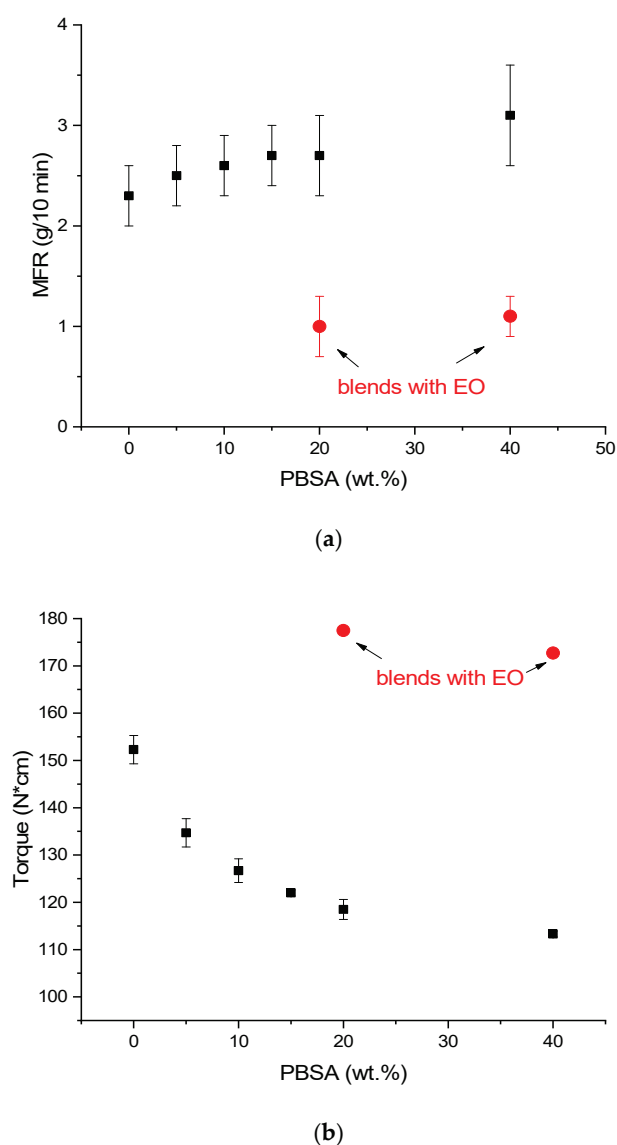 4
3
2
1
0
MFR (g/10 min)
blends with EO
0 10 20 30 40 50
PBSA (wt.%)
(a)
180
170
160
150
140
130
120
110
100
Torque (N*cm)
blends with EO
0 10 20 30 40
PBSA (wt.%)
(b)